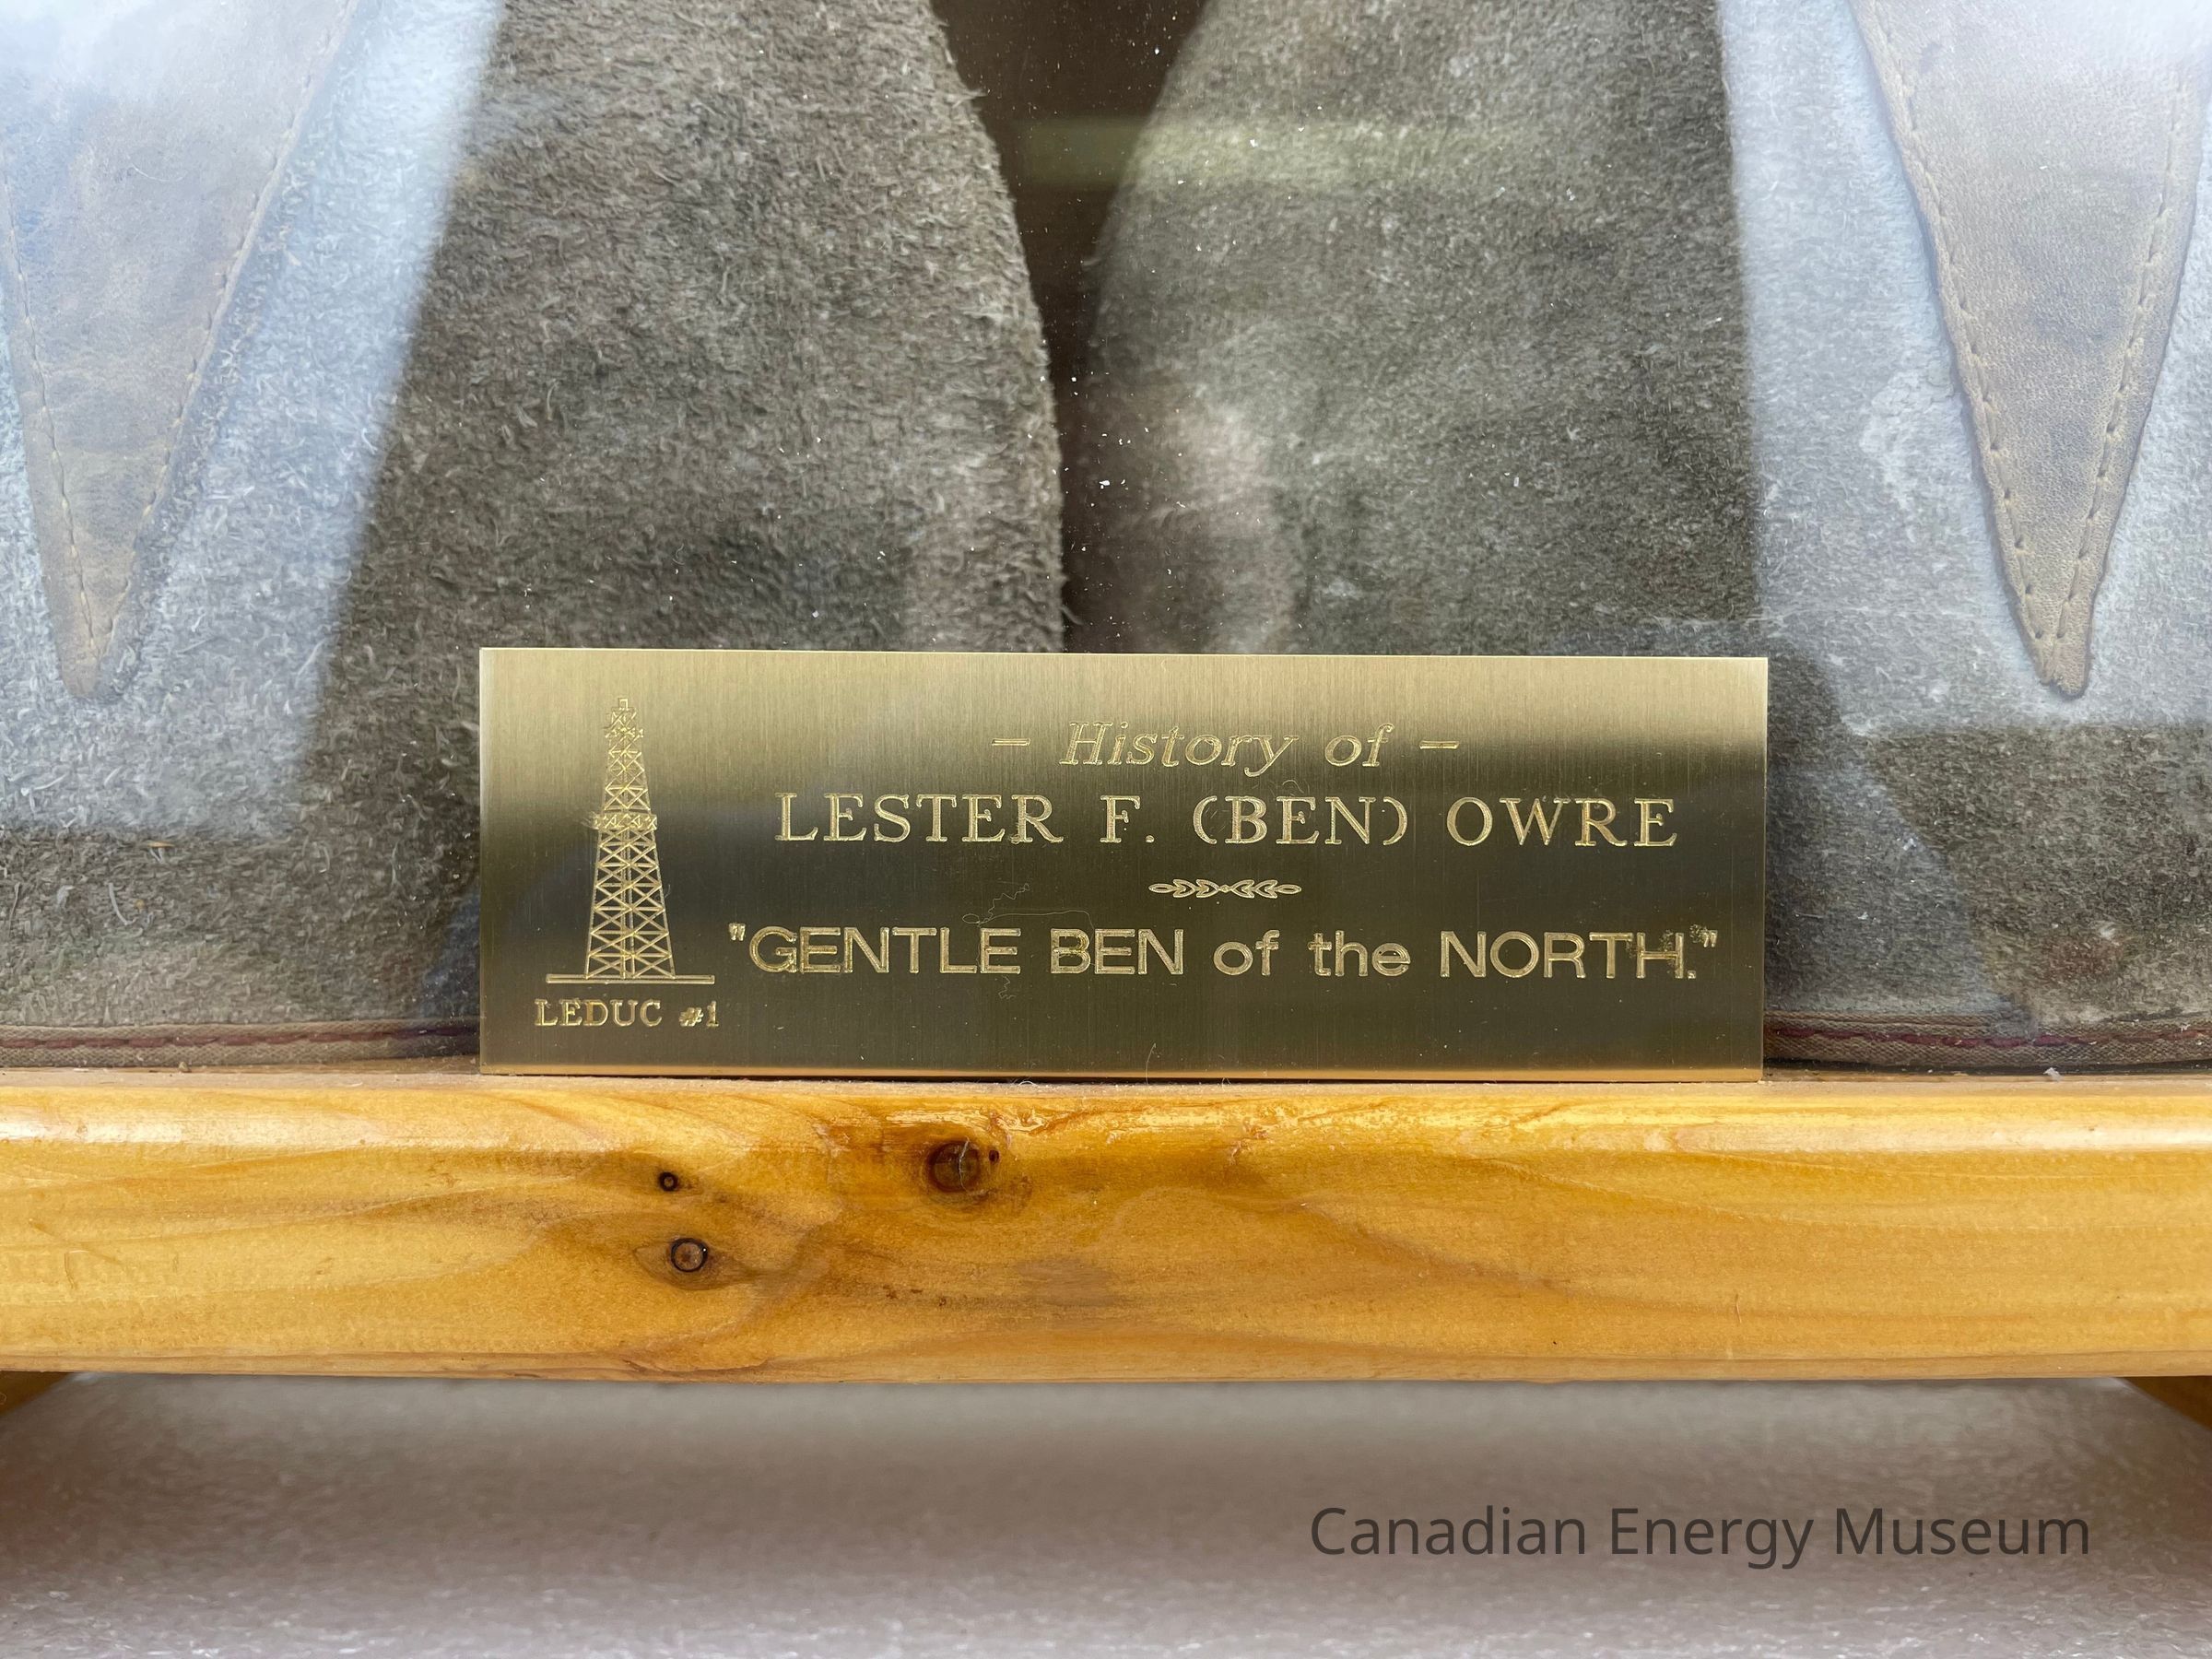 – History of –
LESTER F. (BEN) OWRE
"GENTLE BEN of the NORTH."
LEDUC #1
Canadian Energy Museum